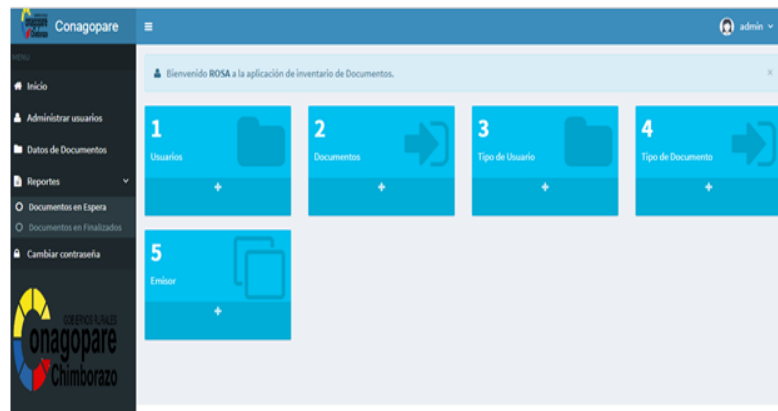 Conagopare
admin
MENU
Inicio
Administrar usuarios
Datos de Documentos
Reportes
Documentos en Espera
Documentos en Finalizados
Cambiar contraseña
GOBIERNOS RURALES
onagopare
Chimborazo
Bienvenido ROSA a la aplicación de inventario de Documentos.
1
Usuarios
2
Documentos
3
Tipo de Usuario
4
Tipo de Documento
5
Emisor